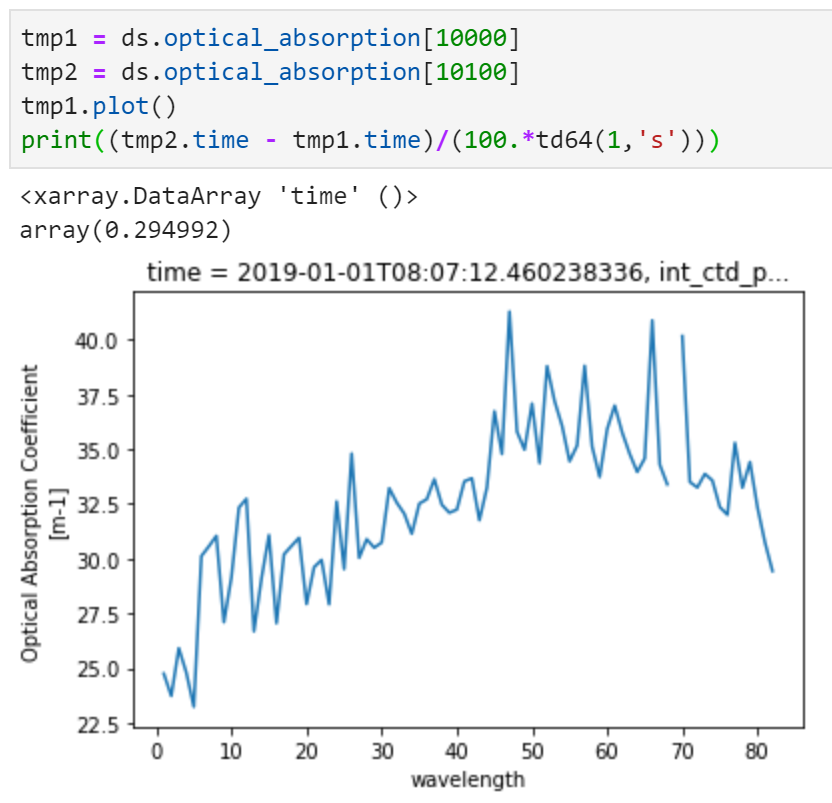 tmp1 = ds.optical_absorption[10000]
tmp2 = ds.optical_absorption[10100]
tmp1.plot()
print((tmp2.time - tmp1.time)/(100.*td64(1,'s')))
<xarray.DataArray 'time' ()>
array(0.294992)
time = 2019-01-01T08:07:12.460238336, int_ctd_p...
40.0
37.5
35.0
32.5
30.0
27.5
25.0
22.5
Optical Absorption Coefficient
[m-1]
0 10 20 30 40 50 60 70 80
wavelength